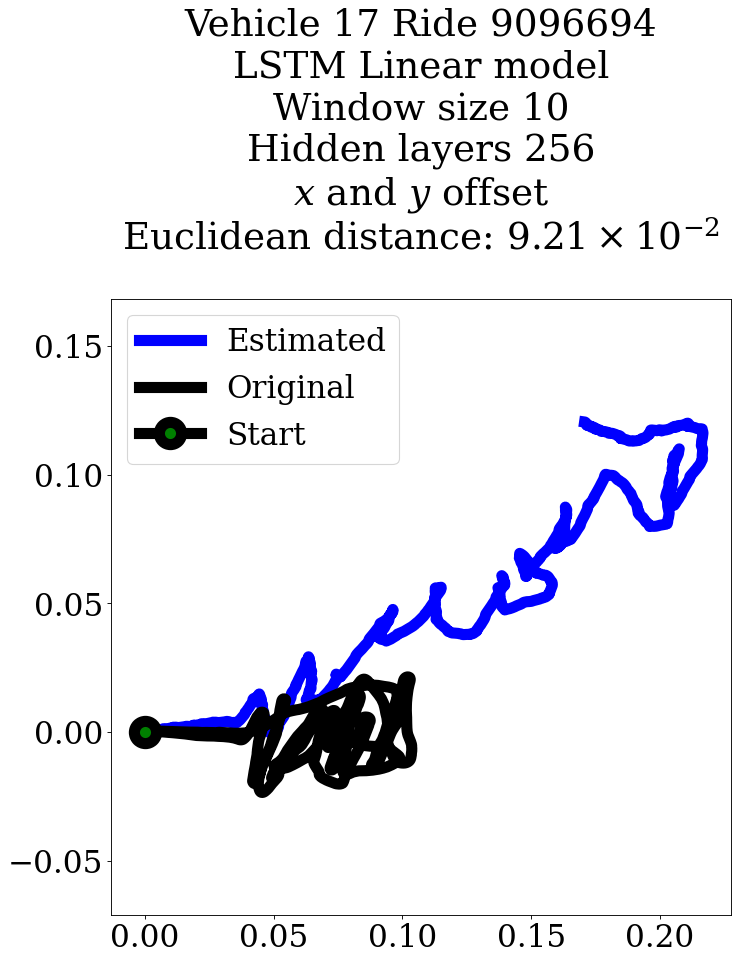 Vehicle 17 Ride 9096694
LSTM Linear model
Window size 10
Hidden layers 256
x and y offset
Euclidean distance: 9.21 × 10⁻²
Estimated
Original
Start
0.15
0.10
0.05
0.00
−0.05
0.00 0.05 0.10 0.15 0.20